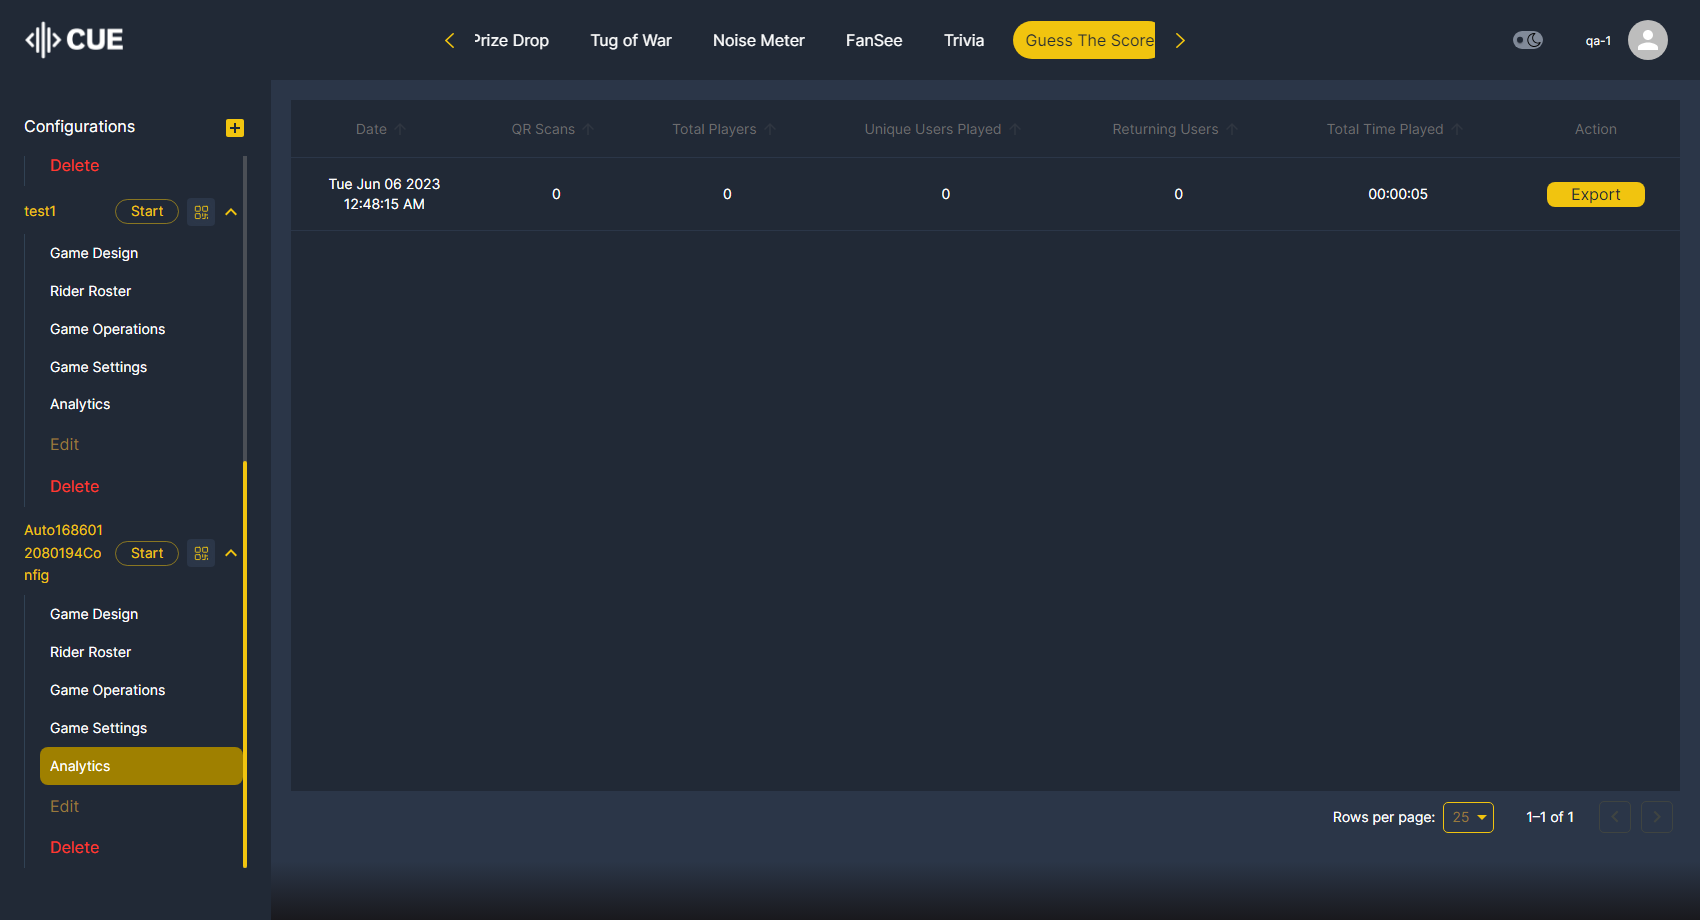 CUE
Prize Drop Tug of War Noise Meter FanSee Trivia Guess The Score
qa-1
Configurations
Delete
test1 Start
Game Design
Rider Roster
Game Operations
Game Settings
Analytics
Edit
Delete
Auto168601
2080194Co
nfig
Start
Game Design
Rider Roster
Game Operations
Game Settings
Analytics
Edit
Delete
Date QR Scans Total Players Unique Users Played Returning Users Total Time Played Action
Tue Jun 06 2023
12:48:15 AM
0 0 0 0 00:00:05 Export
Rows per page: 25 1–1 of 1